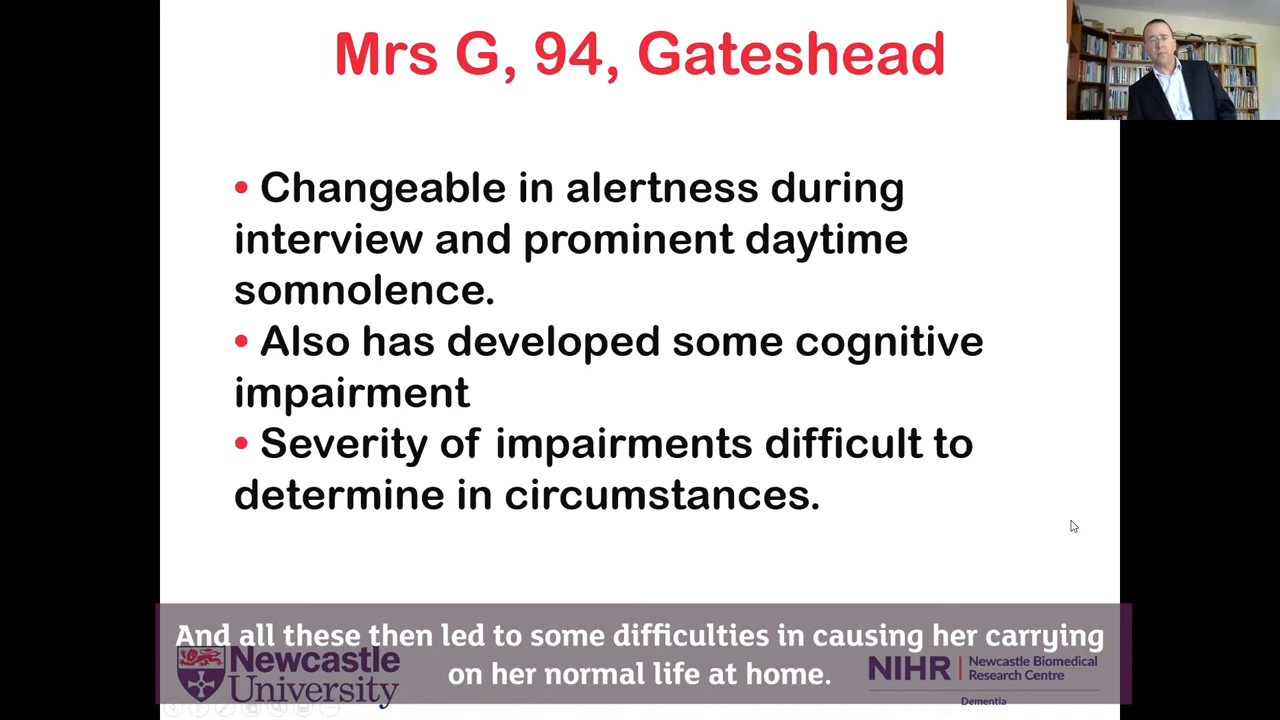 Mrs G, 94, Gateshead
• Changeable in alertness during
interview and prominent daytime
somnolence.
• Also has developed some cognitive
impairment
• Severity of impairments difficult to
determine in circumstances.
And all these then led to some difficulties in causing her carrying
on her normal life at home.
Newcastle
University
NIHR | Newcastle Biomedical
Research Centre
Dementia